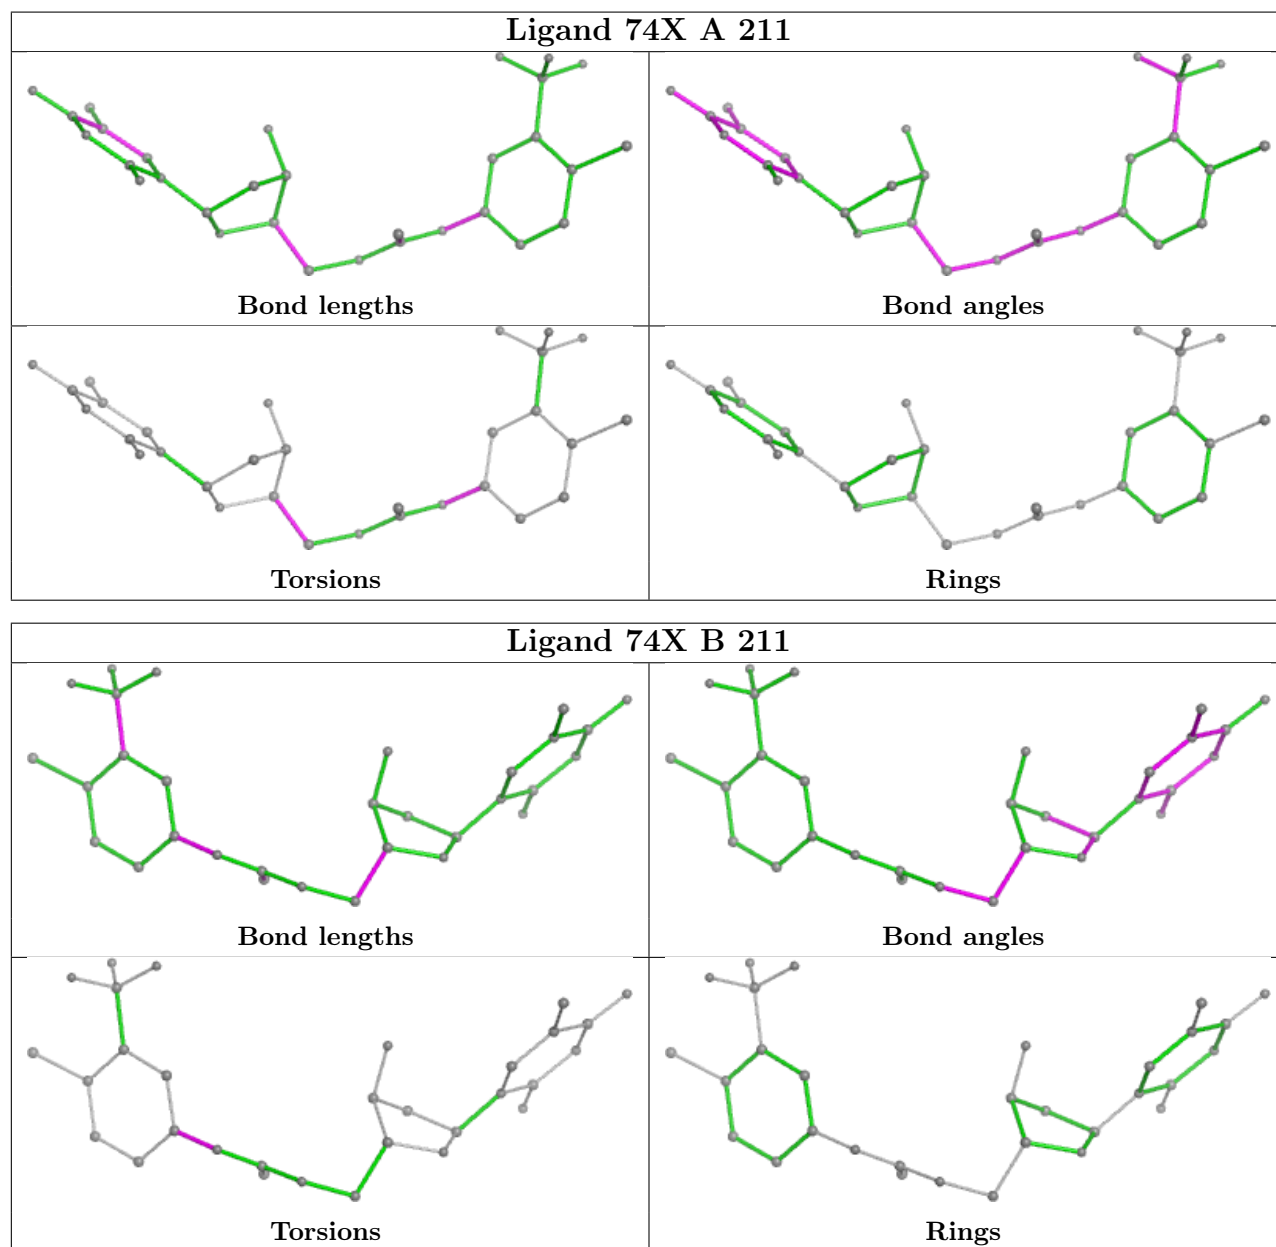 Ligand 74X A 211
Bond lengths
Bond angles
Torsions
Rings
Ligand 74X B 211
Bond lengths
Bond angles
Torsions
Rings